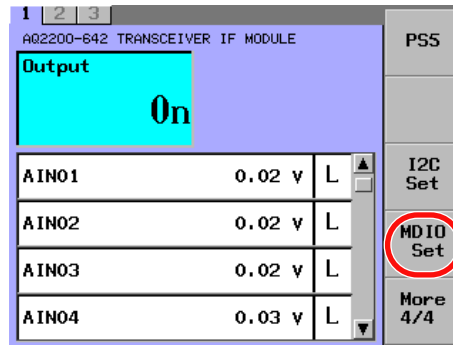 1 2 3
AQ2200-642 TRANSCEIVER IF MODULE
Output
On
AIN01 0.02 V L
AIN02 0.02 V L
AIN03 0.02 V L
AIN04 0.03 V L
PS5
I2C
Set
MDIO
Set
More
4/4